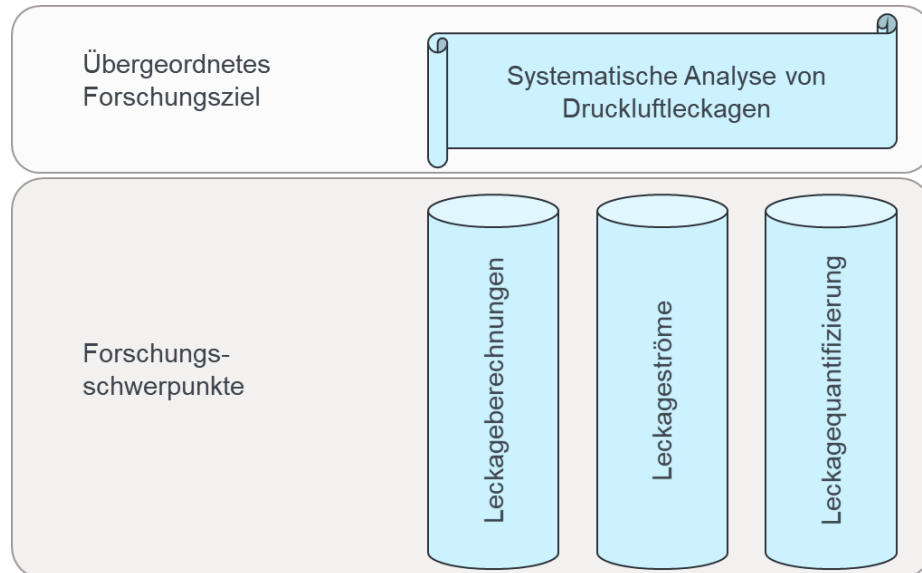 Übergeordnetes
Forschungsziel
Systematische Analyse von
Druckluftleckagen
Forschungs-
schwerpunkte
Leckageberechnungen
Leckageströme
Leckagequantifizierung